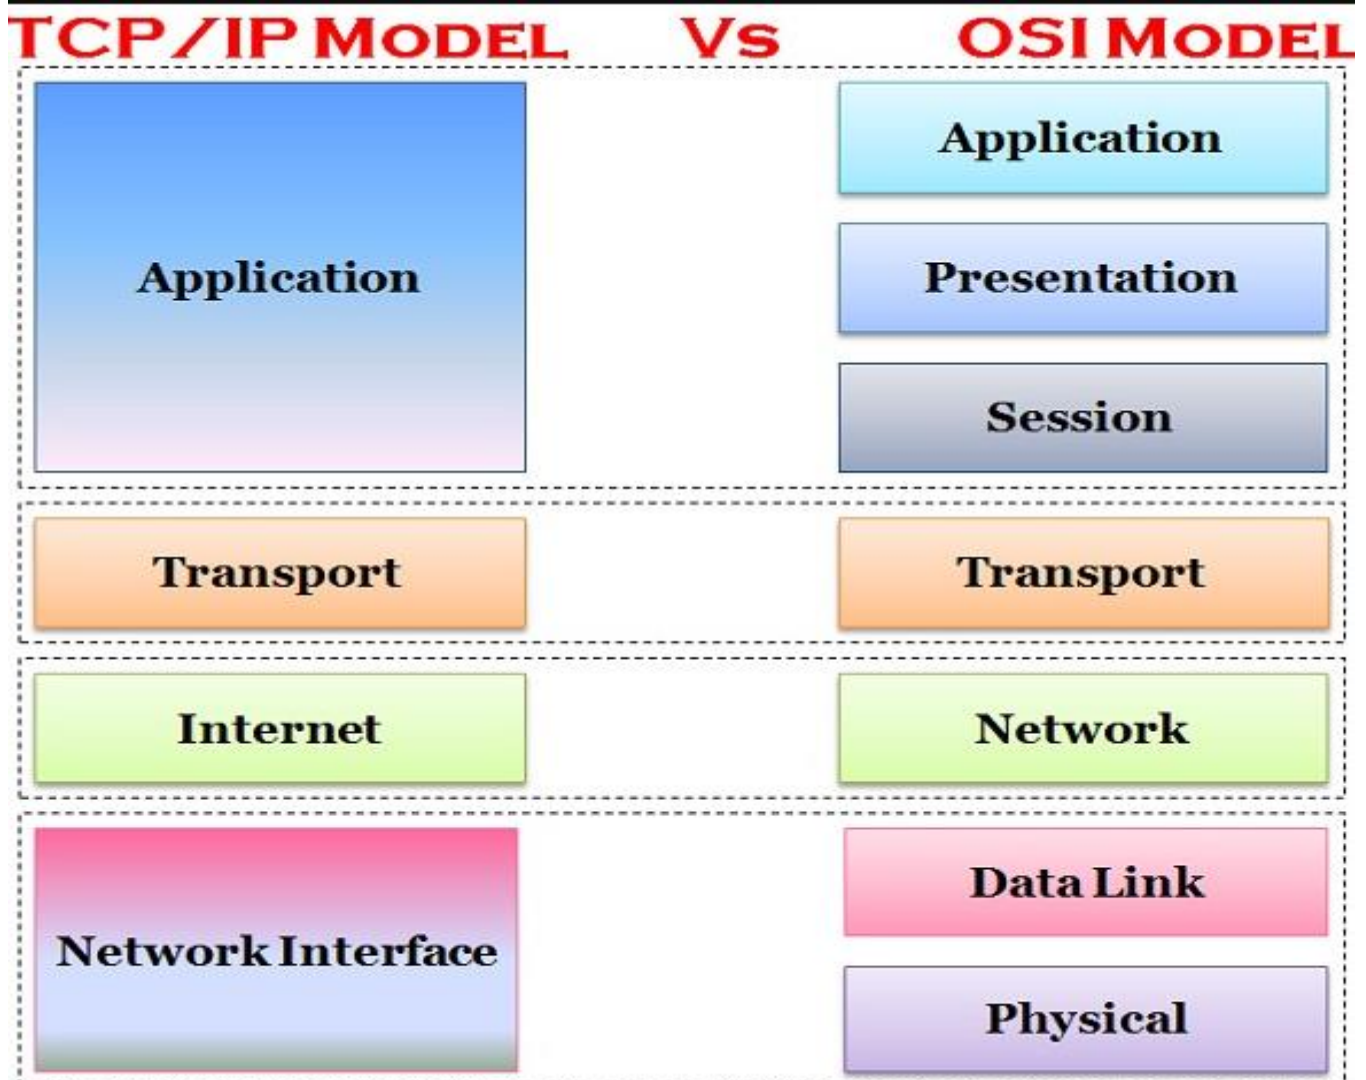 TCP/IP MODEL Vs OSI MODEL
Application
Application
Presentation
Session
Transport
Transport
Internet
Network
Network Interface
Data Link
Physical